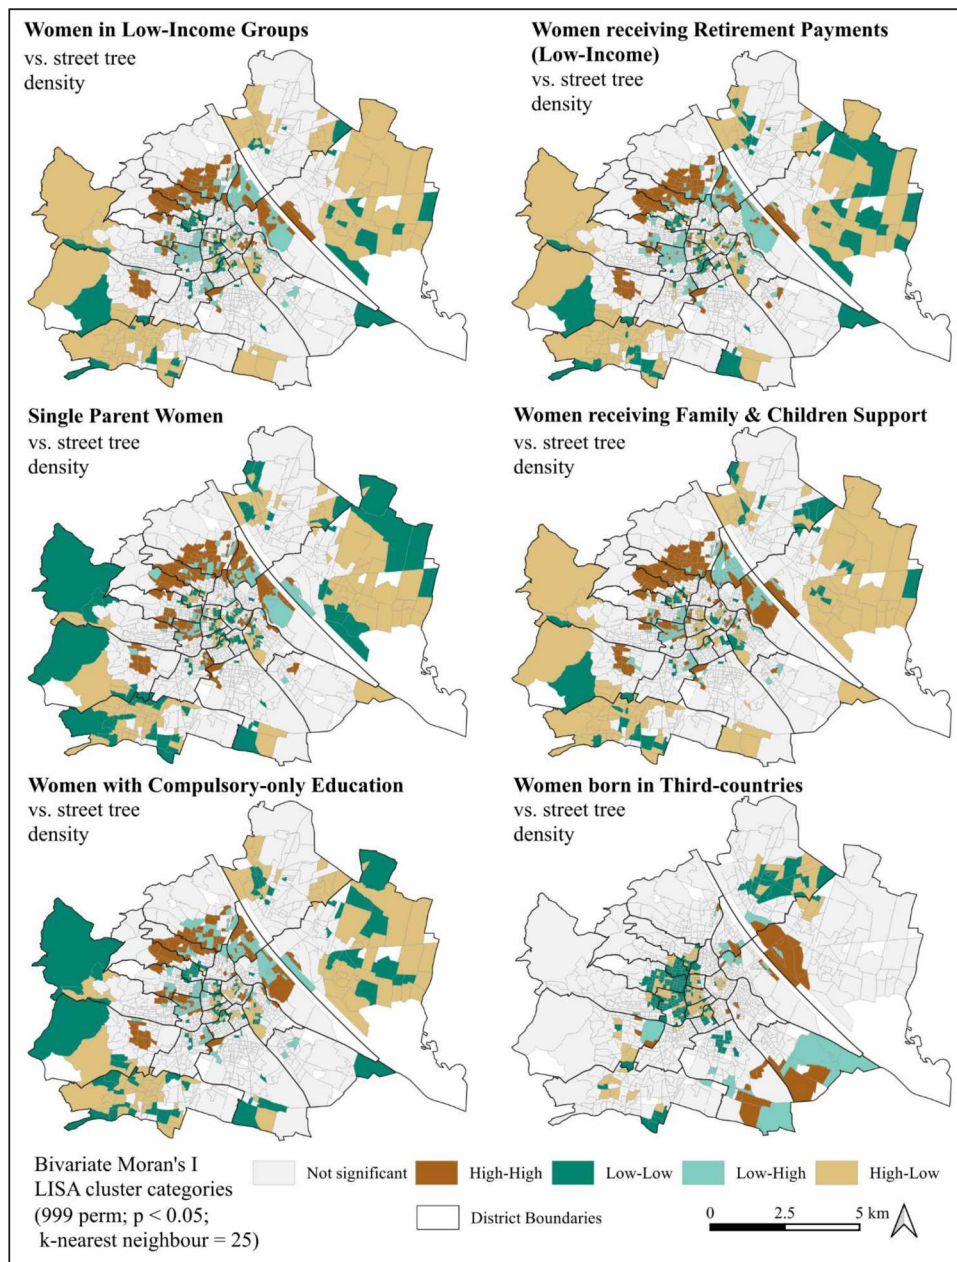 Women in Low-Income Groups
vs. street tree
density
Women receiving Retirement Payments
(Low-Income)
vs. street tree
density
Single Parent Women
vs. street tree
density
Women receiving Family & Children Support
vs. street tree
density
Women with Compulsory-only Education
vs. street tree
density
Women born in Third-countries
vs. street tree
density
Bivariate Moran's I
LISA cluster categories
(999 perm; p < 0.05;
k-nearest neighbour = 25)
Not significant
High-High
Low-Low
Low-High
High-Low
District Boundaries
0 2.5 5 km